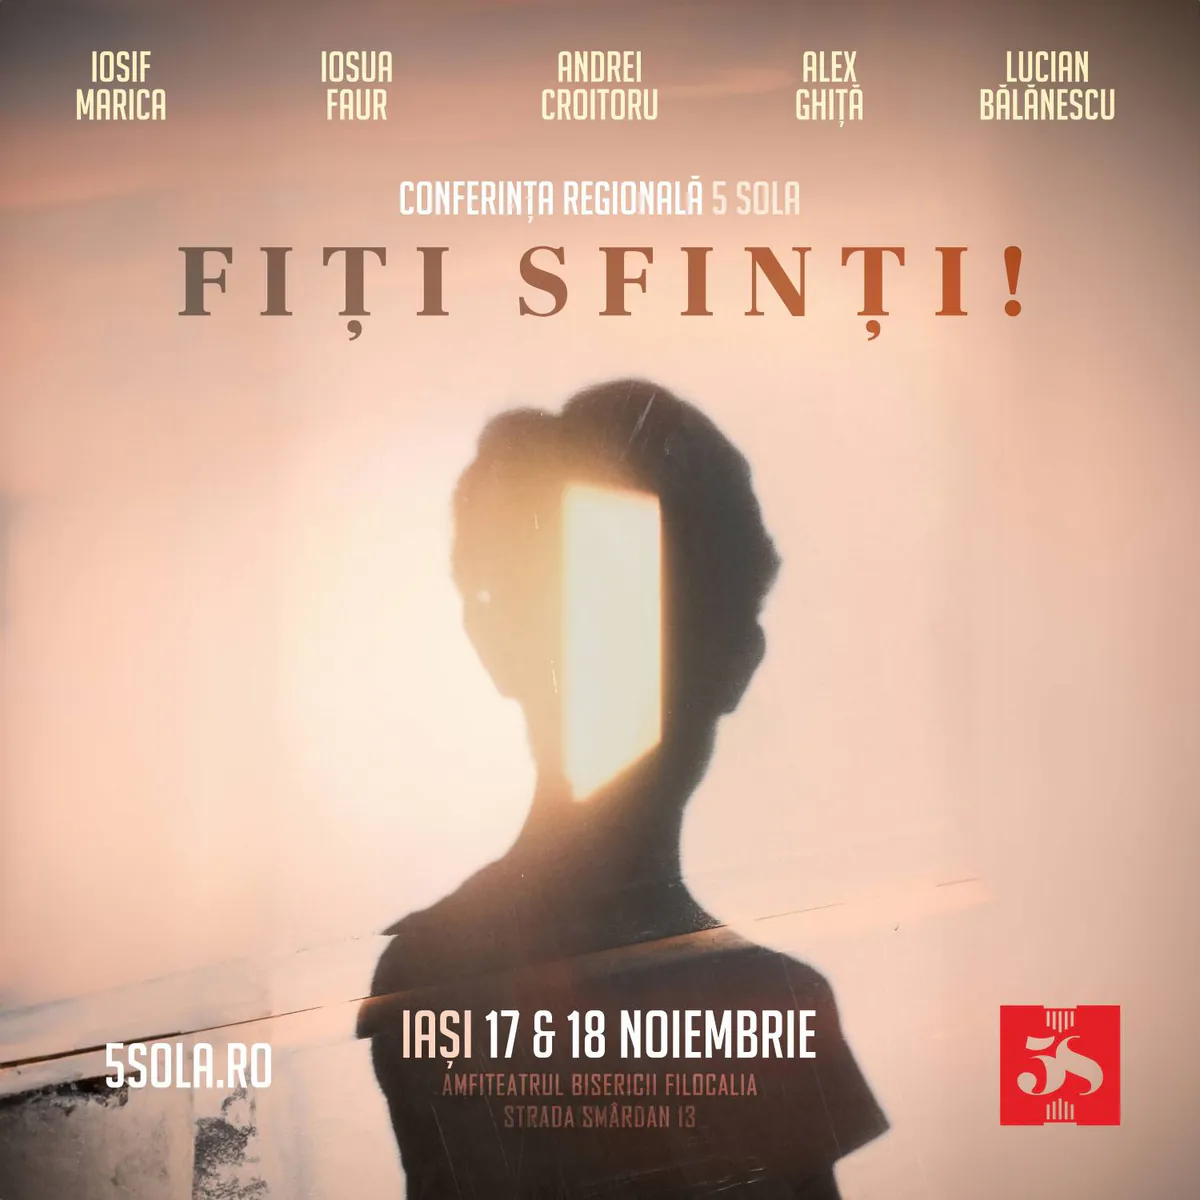 IOSIF
MARICA
IOSUA
FAUR
ANDREI
CROITORU
ALEX
GHIȚĂ
LUCIAN
BĂLĂNESCU
CONFERINȚA REGIONALĂ 5 SOLA
FIȚI SFINȚI!
IAȘI 17 & 18 NOIEMBRIE
AMFITEATRUL BISERICII FILOCALIA
STRADA SMÂRDAN 13
5SOLA.RO
5S